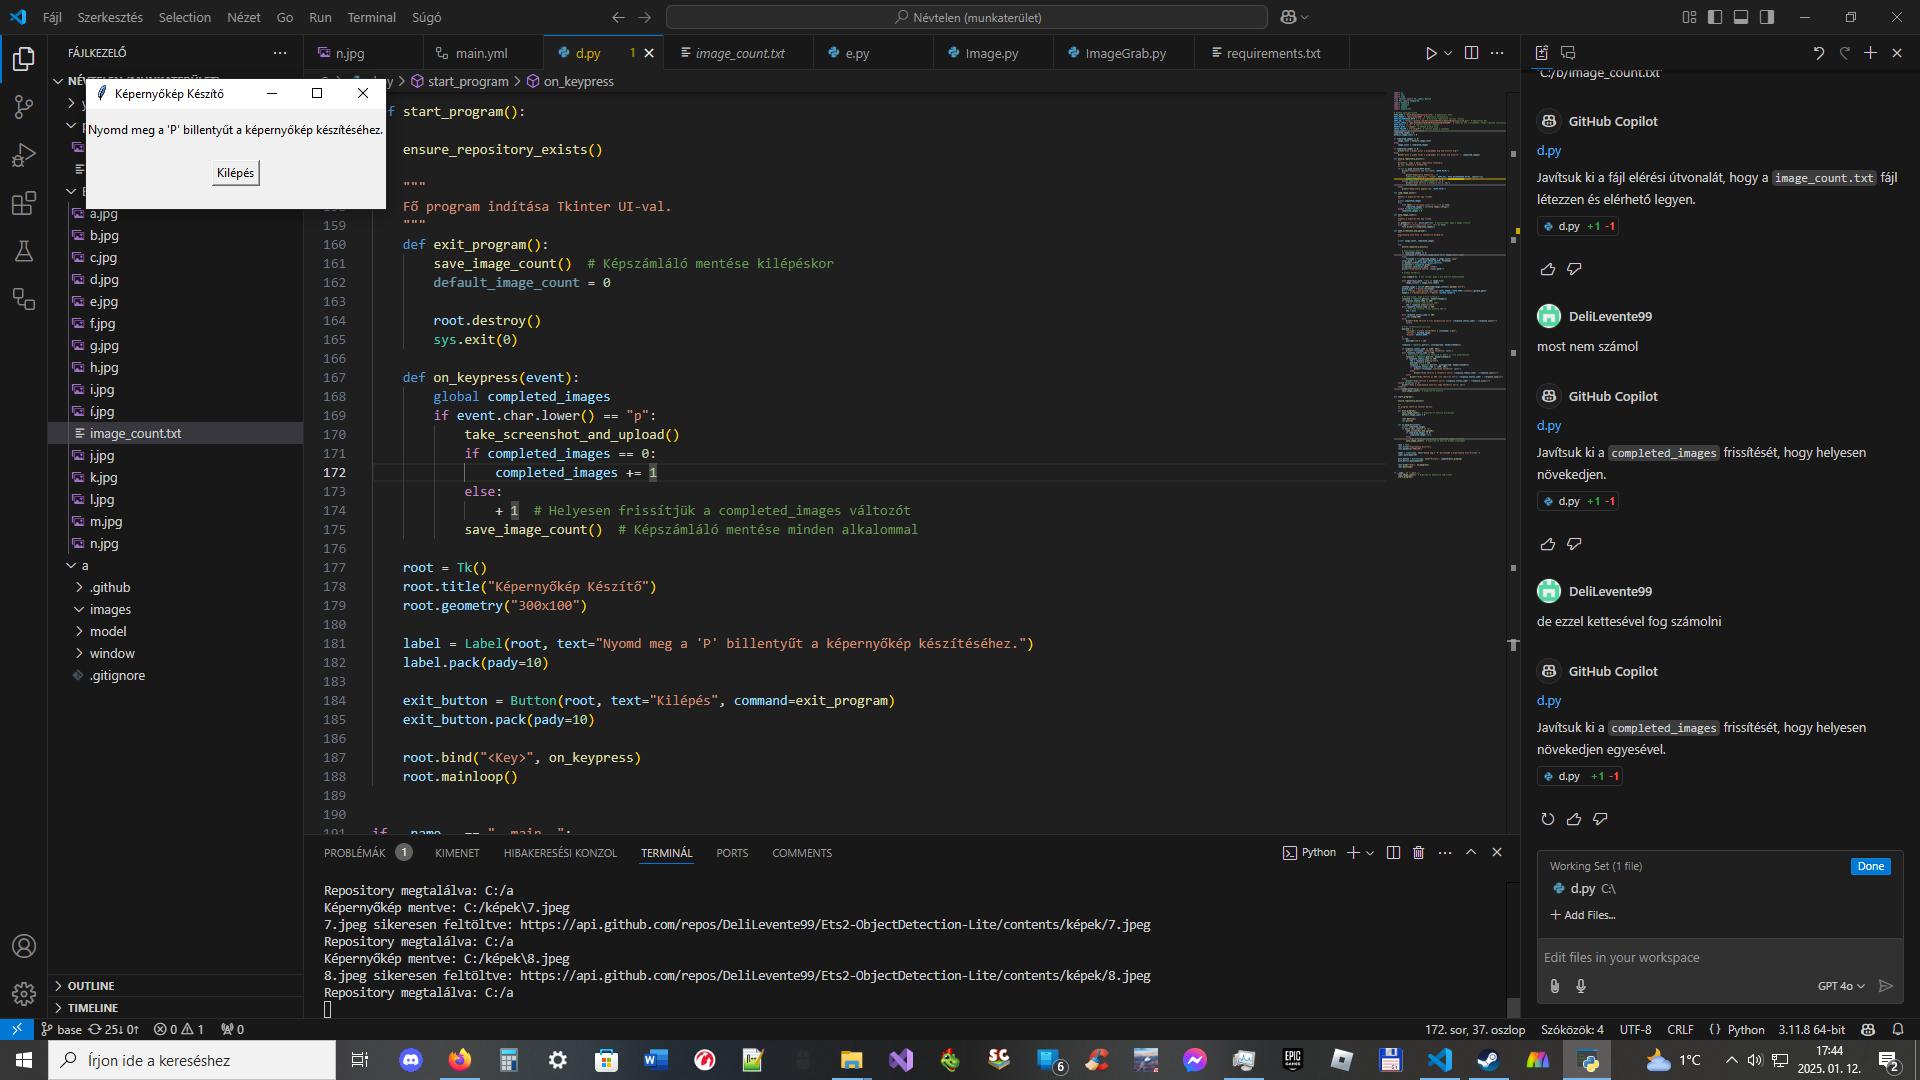 Fájl Szerkesztés Selection Nézet Go Run Terminal Súgó
Névtelen (munkaterület)
FÁJLKEZELŐ
n.jpg
main.yml
d.py 1
image_count.txt
e.py
Image.py
ImageGrab.py
requirements.txt
start_program > on_keypress
Képernyőkép Készítő
Nyomd meg a 'P' billentyűt a képernyőkép készítéséhez.
Kilépés
a.jpg
b.jpg
c.jpg
d.jpg
e.jpg
f.jpg
g.jpg
h.jpg
i.jpg
í.jpg
image_count.txt
j.jpg
k.jpg
l.jpg
m.jpg
n.jpg
a
.github
images
model
window
.gitignore
OUTLINE
TIMELINE
start_program():
ensure_repository_exists()
"""
Fő program indítása Tkinter UI-val.
159 """
160 def exit_program():
161 save_image_count() # Képszámláló mentése kilépéskor
162 default_image_count = 0
163
164 root.destroy()
165 sys.exit(0)
166
167 def on_keypress(event):
168 global completed_images
169 if event.char.lower() == "p":
170 take_screenshot_and_upload()
171 if completed_images == 0:
172 completed_images += 1
173 else:
174 + 1 # Helyesen frissítjük a completed_images változót
175 save_image_count() # Képszámláló mentése minden alkalommal
176
177 root = Tk()
178 root.title("Képernyőkép Készítő")
179 root.geometry("300x100")
180
181 label = Label(root, text="Nyomd meg a 'P' billentyűt a képernyőkép készítéséhez.")
182 label.pack(pady=10)
183
184 exit_button = Button(root, text="Kilépés", command=exit_program)
185 exit_button.pack(pady=10)
186
187 root.bind("<Key>", on_keypress)
188 root.mainloop()
189
190
191 if __name__ == "__main__":
PROBLÉMÁK 1 KIMENET HIBAKERESÉSI KONZOL TERMINÁL PORTS COMMENTS
Python
Repository megtalálva: C:/a
Képernyőkép mentve: C:/képek\7.jpeg
7.jpeg sikeresen feltöltve: https://api.github.com/repos/DeliLevente99/Ets2-ObjectDetection-Lite/contents/képek/7.jpeg
Repository megtalálva: C:/a
Képernyőkép mentve: C:/képek\8.jpeg
8.jpeg sikeresen feltöltve: https://api.github.com/repos/DeliLevente99/Ets2-ObjectDetection-Lite/contents/képek/8.jpeg
Repository megtalálva: C:/a
'C:/b/image_count.txt'
GitHub Copilot
d.py
Javítsuk ki a fájl elérési útvonalát, hogy a image_count.txt fájl
létezzen és elérhető legyen.
d.py +1 -1
DeliLevente99
most nem számol
GitHub Copilot
d.py
Javítsuk ki a completed_images frissítését, hogy helyesen
növekedjen.
d.py +1 -1
DeliLevente99
de ezzel kettesével fog számolni
GitHub Copilot
d.py
Javítsuk ki a completed_images frissítését, hogy helyesen
növekedjen egyesével.
d.py +1 -1
Working Set (1 file)
Done
d.py C:\
+ Add Files...
Edit files in your workspace
GPT 4o
base 25↓ 0↑ 0 1 0
172. sor, 37. oszlop Szóközök: 4 UTF-8 CRLF {} Python 3.11.8 64-bit
Írjon ide a kereséshez
SC
6
EPIC GAMES
1°C
17:44
2025. 01. 12.
2